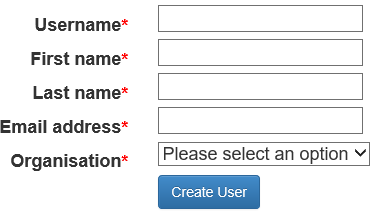 Username*
First name*
Last name*
Email address*
Organisation* Please select an option
Create User